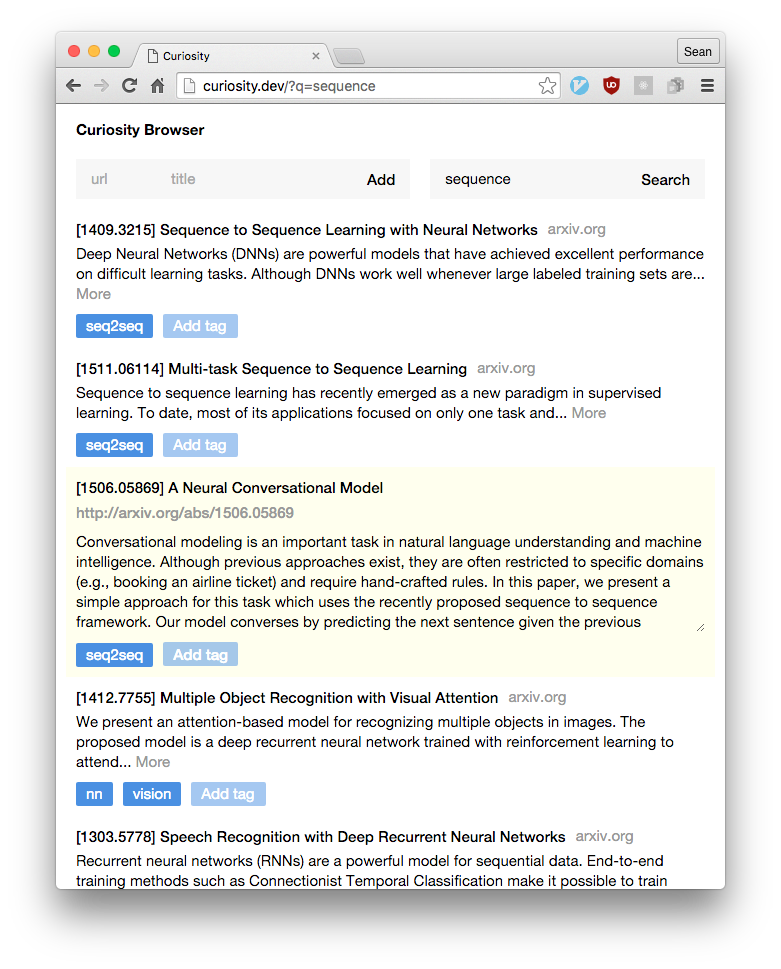 Curiosity
Sean
curiosity.dev/?q=sequence
Curiosity Browser
url title Add sequence Search
[1409.3215] Sequence to Sequence Learning with Neural Networks arxiv.org
Deep Neural Networks (DNNs) are powerful models that have achieved excellent performance
on difficult learning tasks. Although DNNs work well whenever large labeled training sets are...
More
seq2seq Add tag
[1511.06114] Multi-task Sequence to Sequence Learning arxiv.org
Sequence to sequence learning has recently emerged as a new paradigm in supervised
learning. To date, most of its applications focused on only one task and... More
seq2seq Add tag
[1506.05869] A Neural Conversational Model
http://arxiv.org/abs/1506.05869
Conversational modeling is an important task in natural language understanding and machine
intelligence. Although previous approaches exist, they are often restricted to specific domains
(e.g., booking an airline ticket) and require hand-crafted rules. In this paper, we present a
simple approach for this task which uses the recently proposed sequence to sequence
framework. Our model converses by predicting the next sentence given the previous
seq2seq Add tag
[1412.7755] Multiple Object Recognition with Visual Attention arxiv.org
We present an attention-based model for recognizing multiple objects in images. The
proposed model is a deep recurrent neural network trained with reinforcement learning to
attend... More
nn vision Add tag
[1303.5778] Speech Recognition with Deep Recurrent Neural Networks arxiv.org
Recurrent neural networks (RNNs) are a powerful model for sequential data. End-to-end
training methods such as Connectionist Temporal Classification make it possible to train